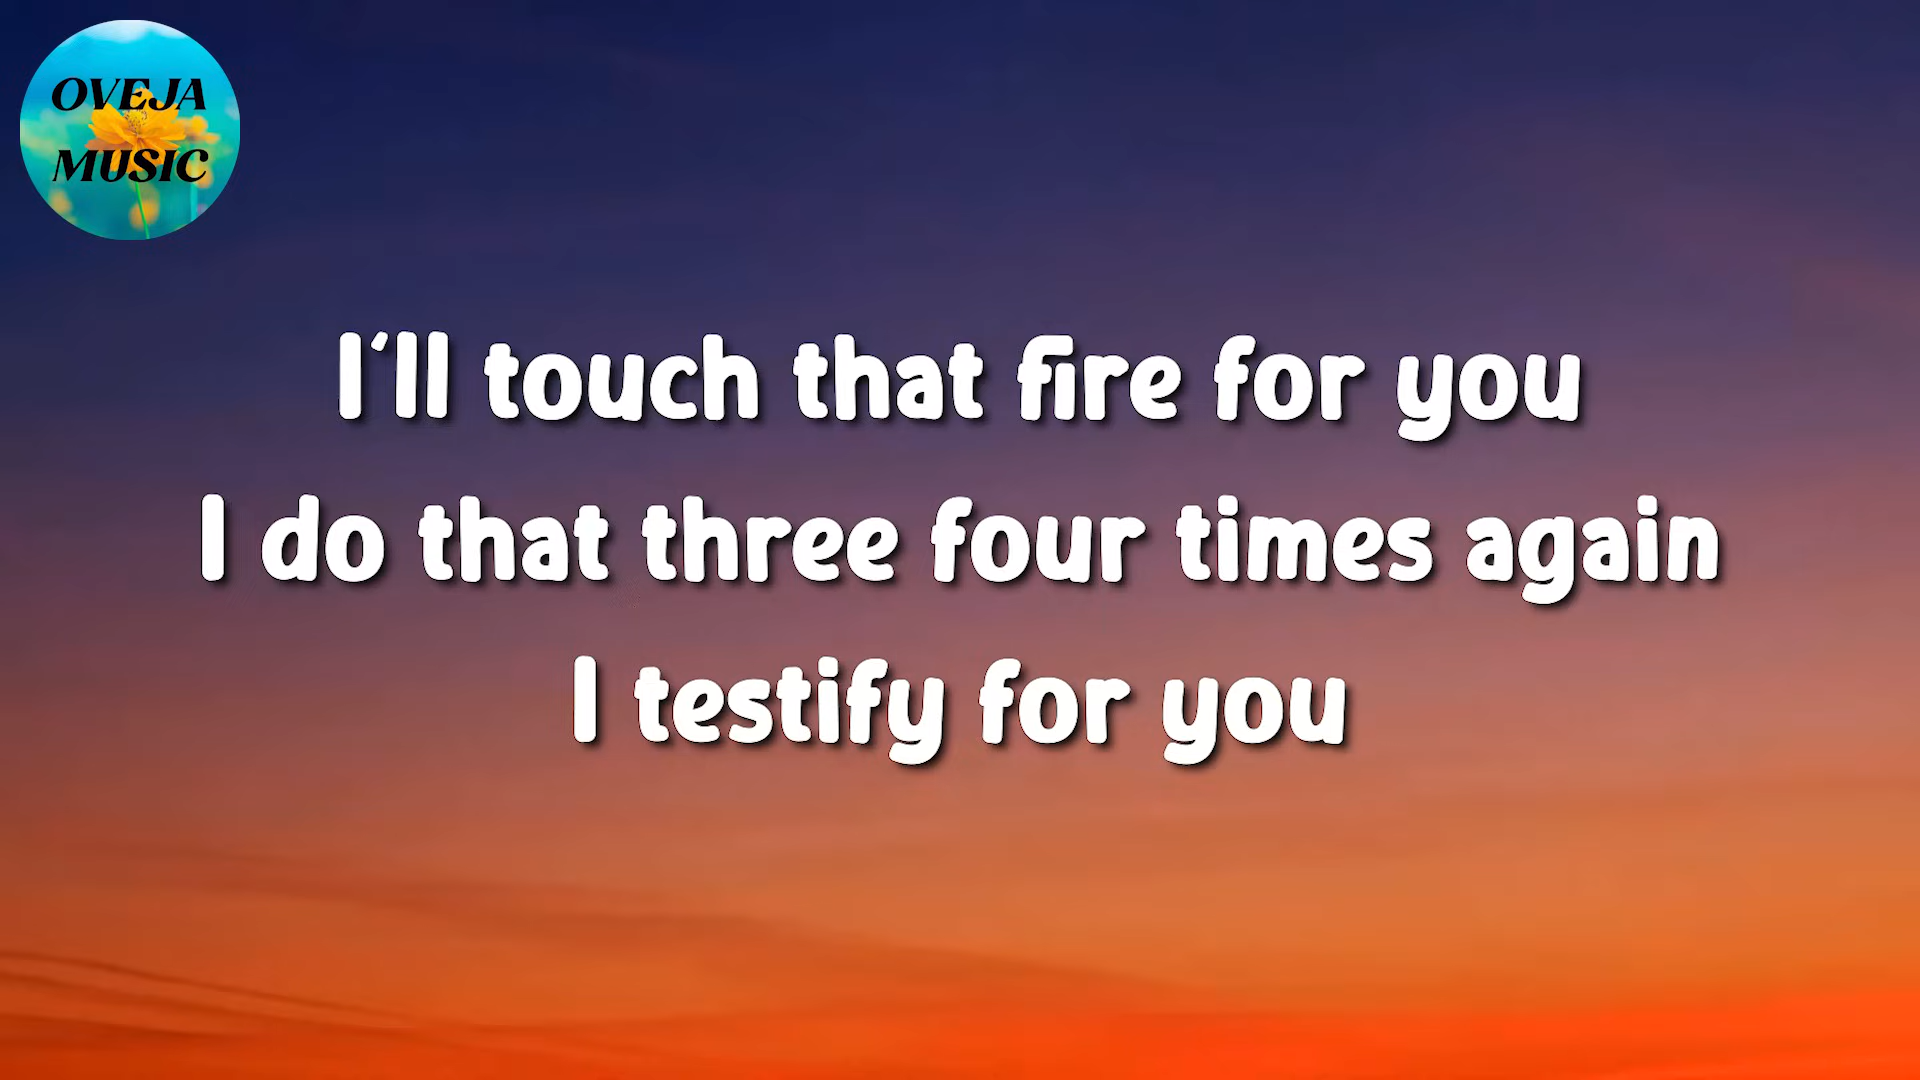 OVEJA
MUSIC
I'll touch that fire for you
I do that three four times again
I testify for you